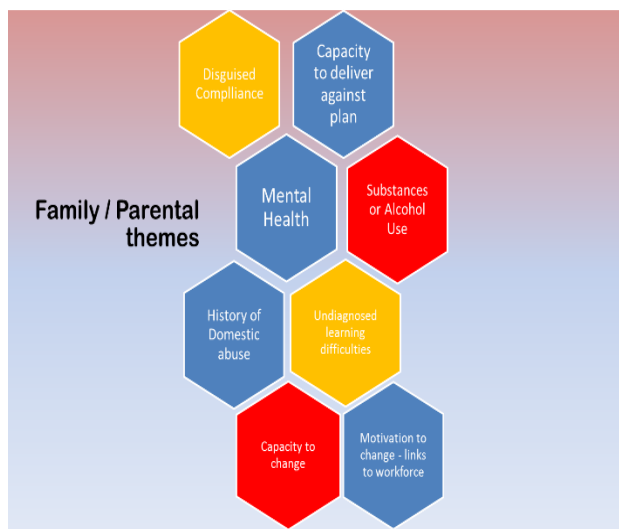 Disguised
Complliance
Capacity
to deliver
against
plan
Family / Parental
themes
Mental
Health
Substances
or Alcohol
Use
History of
Domestic
abuse
Undiagnosed
learning
difficulties
Capacity to
change
Motivation to
change - links
to workforce